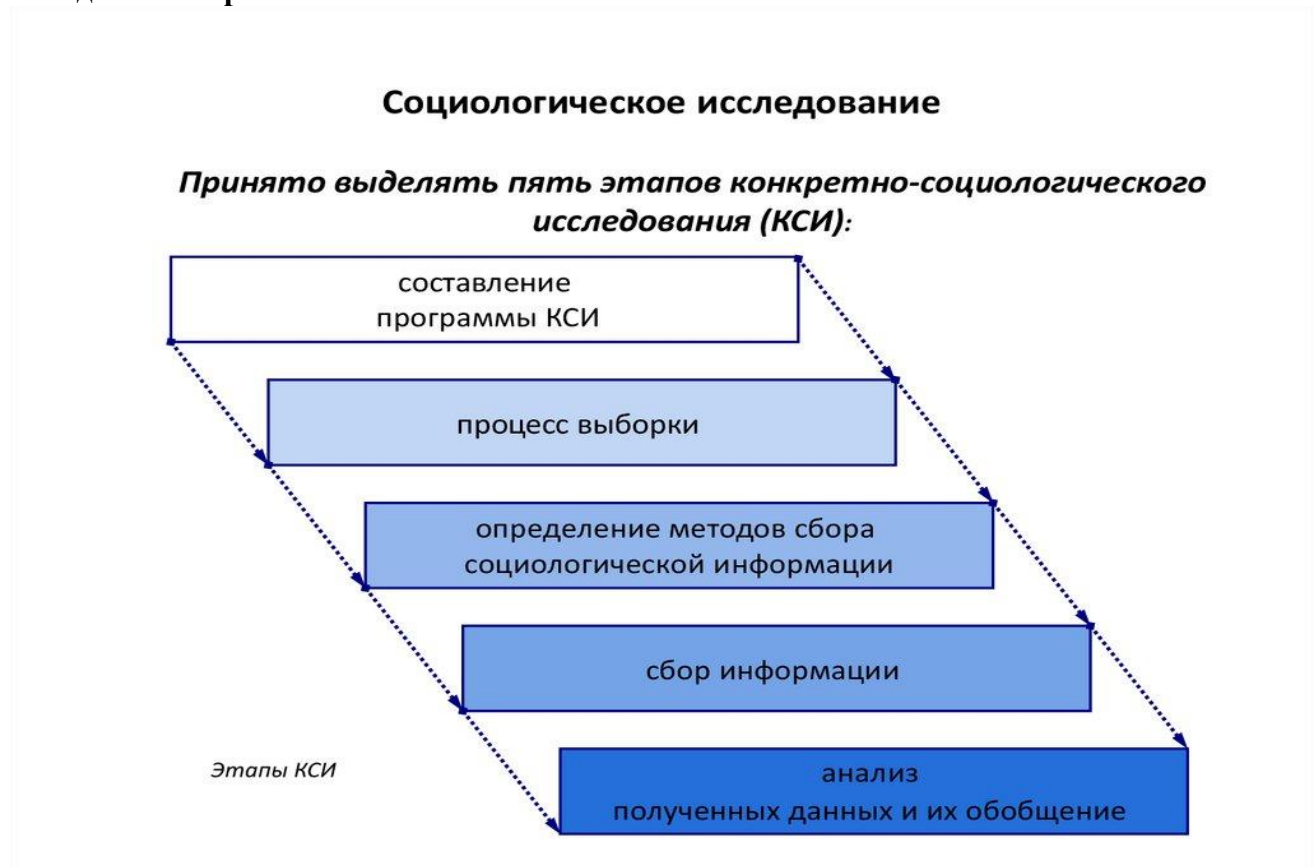 Социологическое исследование
Принято выделять пять этапов конкретно-социологического
исследования (КСИ):
составление
программы КСИ
процесс выборки
определение методов сбора
социологической информации
сбор информации
Этапы КСИ
анализ
полученных данных и их обобщение